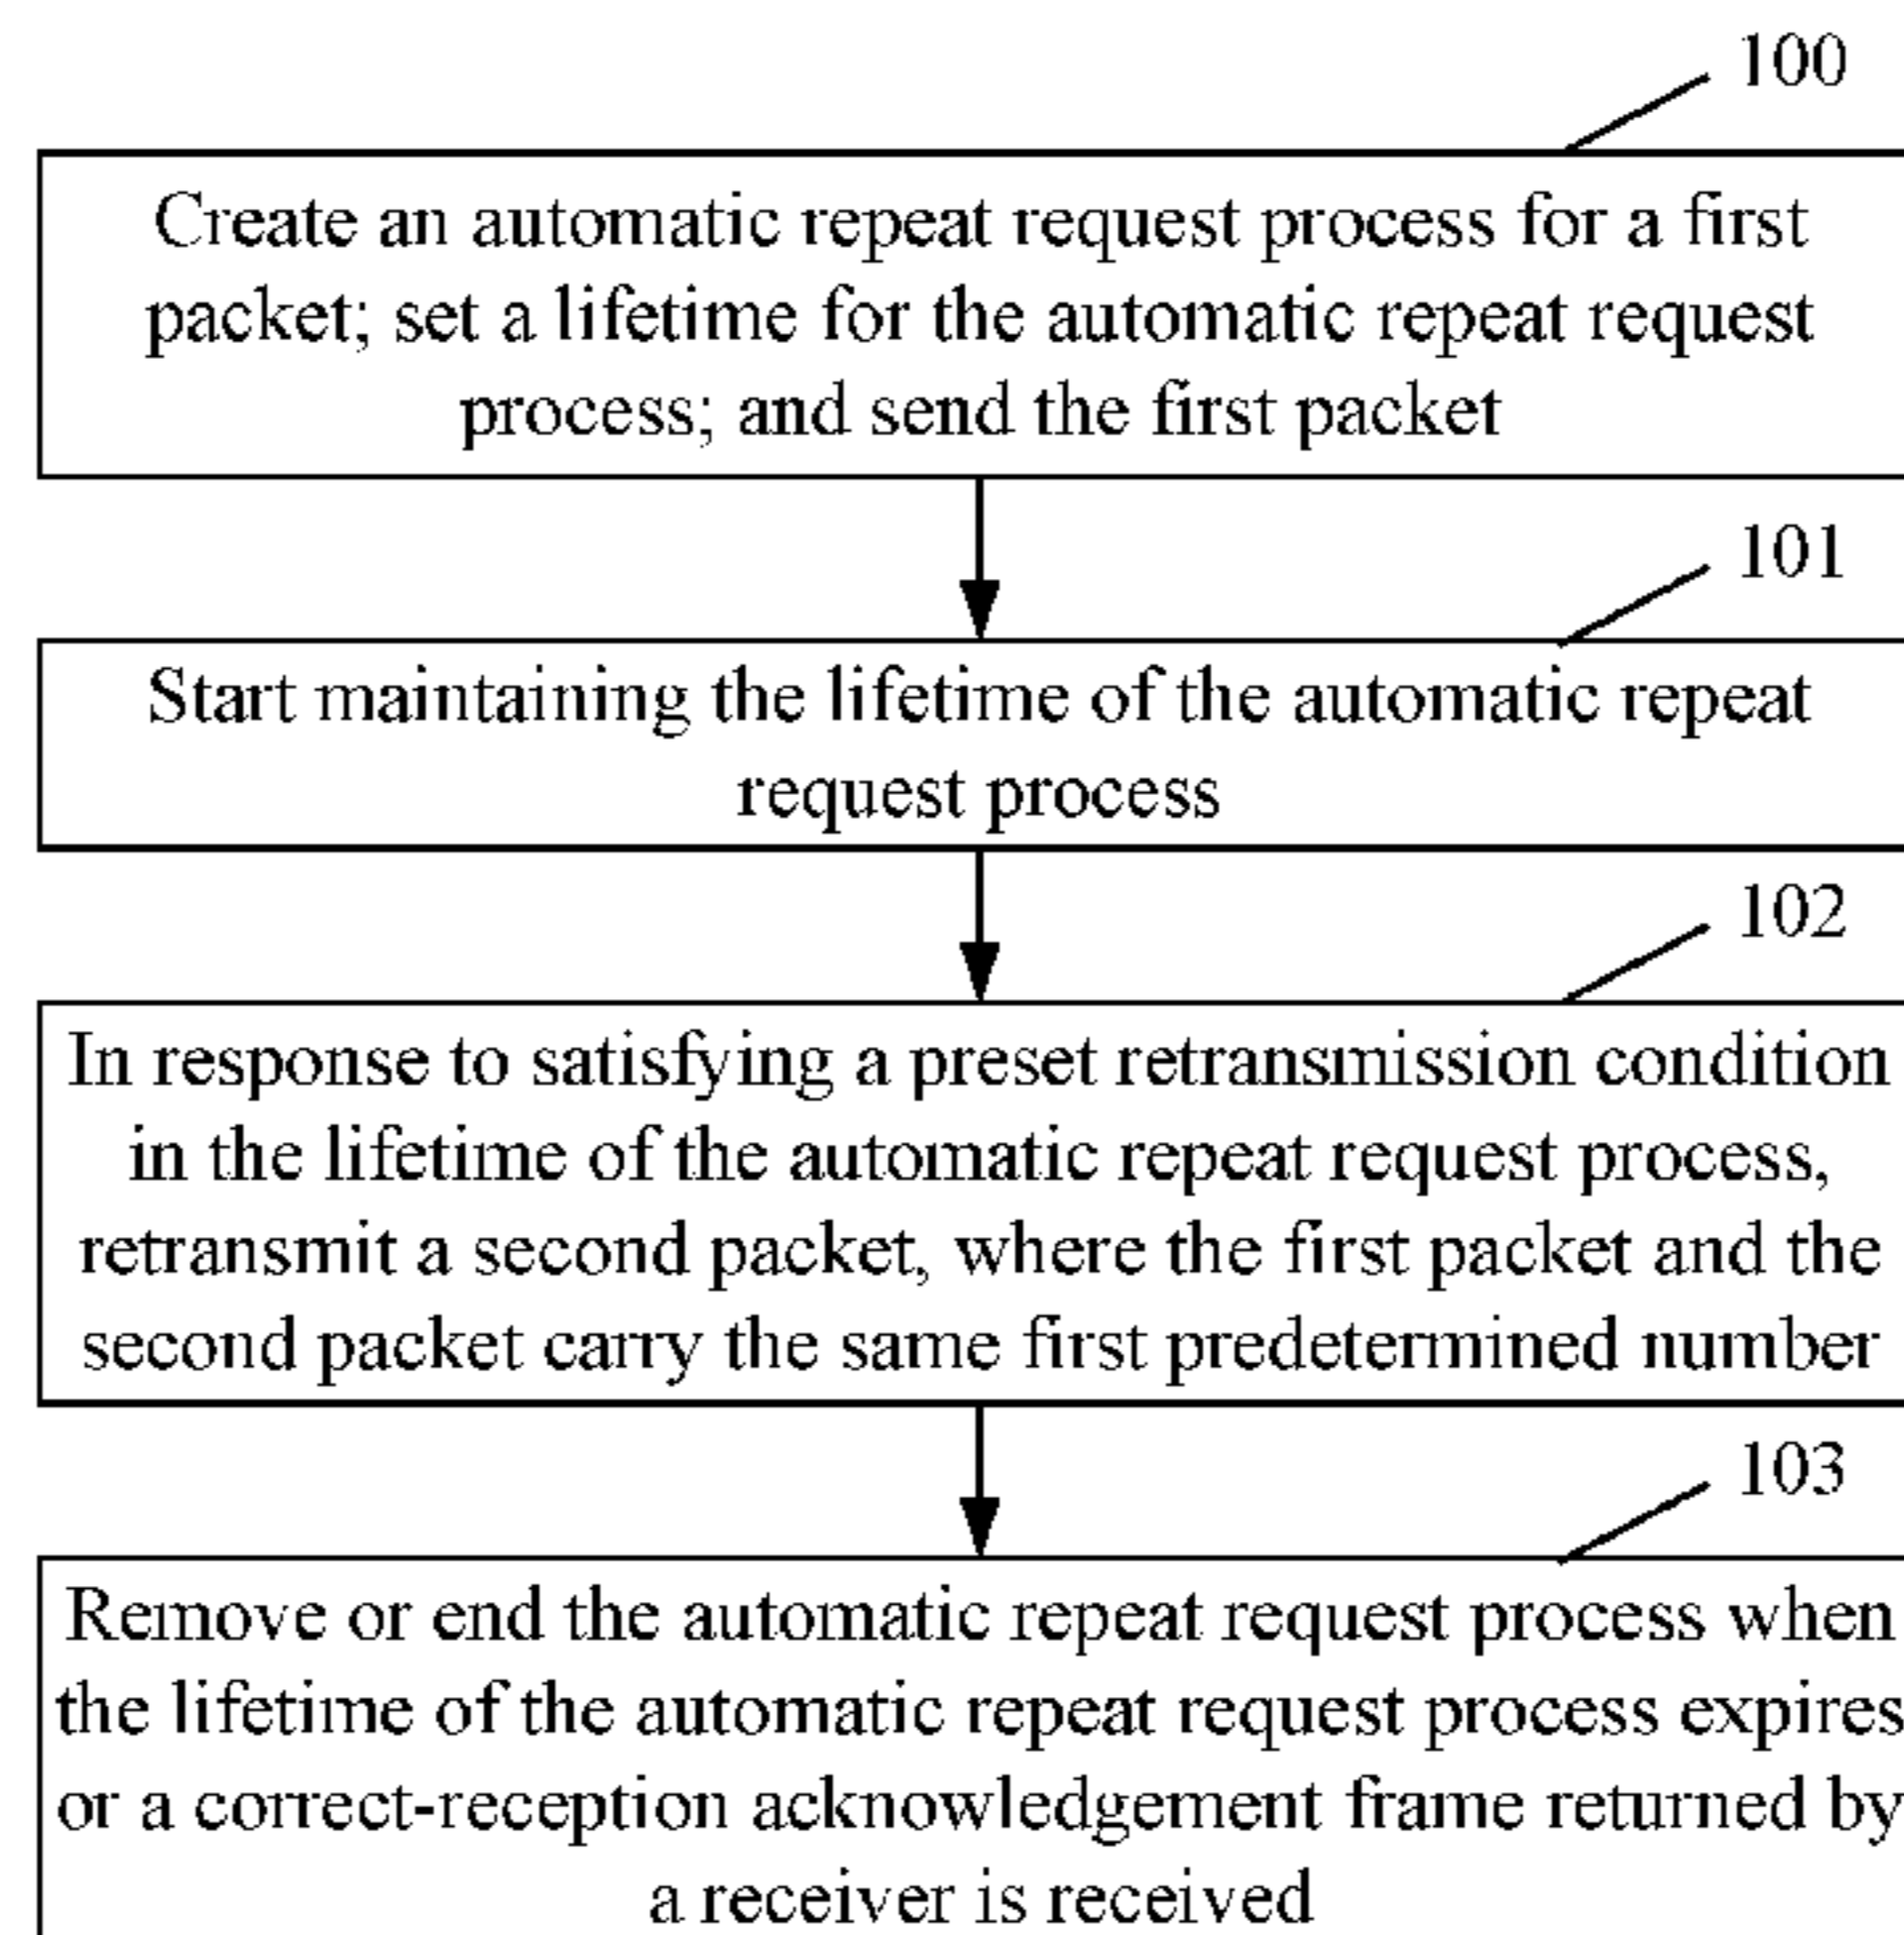 100
Create an automatic repeat request process for a first
packet; set a lifetime for the automatic repeat request
process; and send the first packet
101
Start maintaining the lifetime of the automatic repeat
request process
102
In response to satisfying a preset retransmission condition
in the lifetime of the automatic repeat request process,
retransmit a second packet, where the first packet and the
second packet carry the same first predetermined number
103
Remove or end the automatic repeat request process when
the lifetime of the automatic repeat request process expires
or a correct-reception acknowledgement frame returned by
a receiver is received